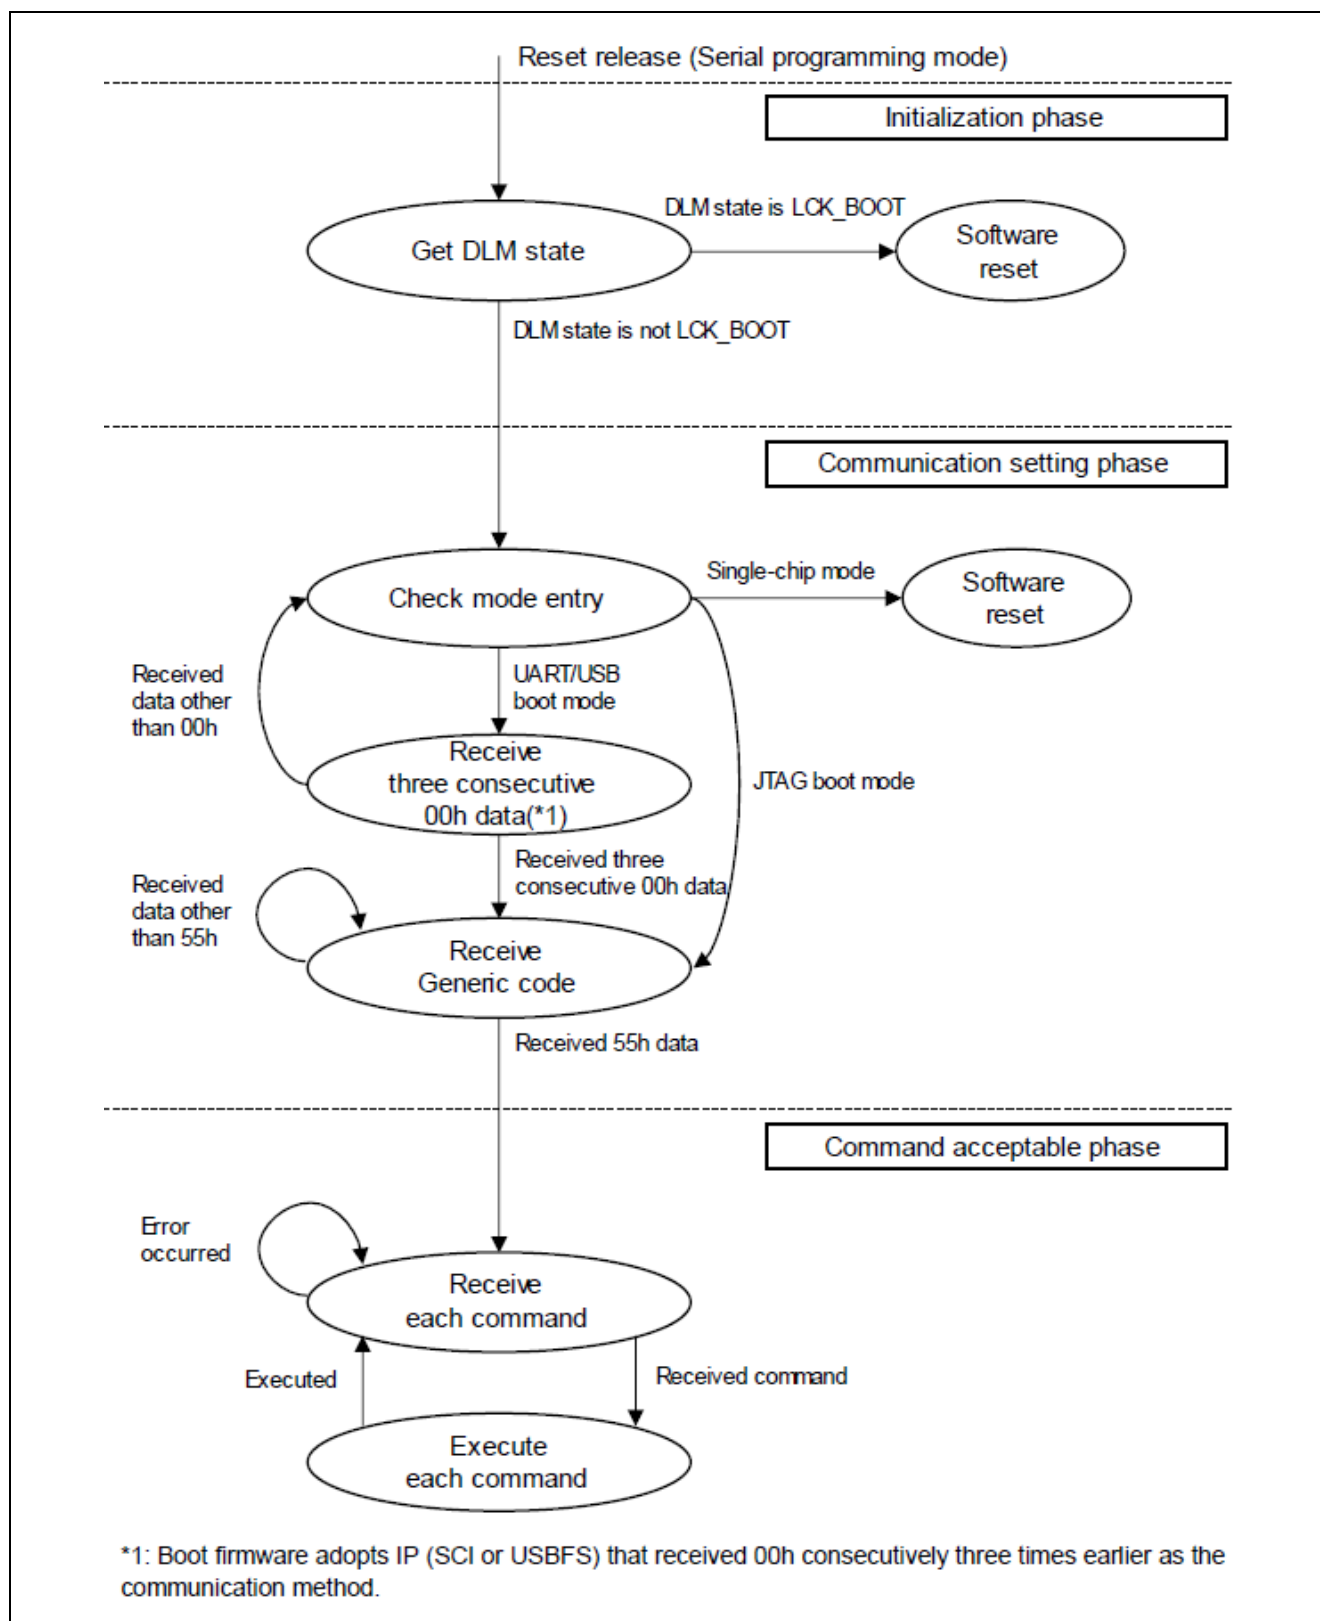 Reset release (Serial programming mode)
Initialization phase
DLM state is LCK_BOOT
Get DLM state
Software
reset
DLM state is not LCK_BOOT
Communication setting phase
Single-chip mode
Check mode entry
Software
reset
Received
data other
than 00h
UART/USB
boot mode
Receive
three consecutive
00h data(*1)
JTAG boot mode
Received three
consecutive 00h data
Received
data other
than 55h
Receive
Generic code
Received 55h data
Command acceptable phase
Error
occurred
Receive
each command
Executed
Received command
Execute
each command
*1: Boot firmware adopts IP (SCI or USBFS) that received 00h consecutively three times earlier as the
communication method.